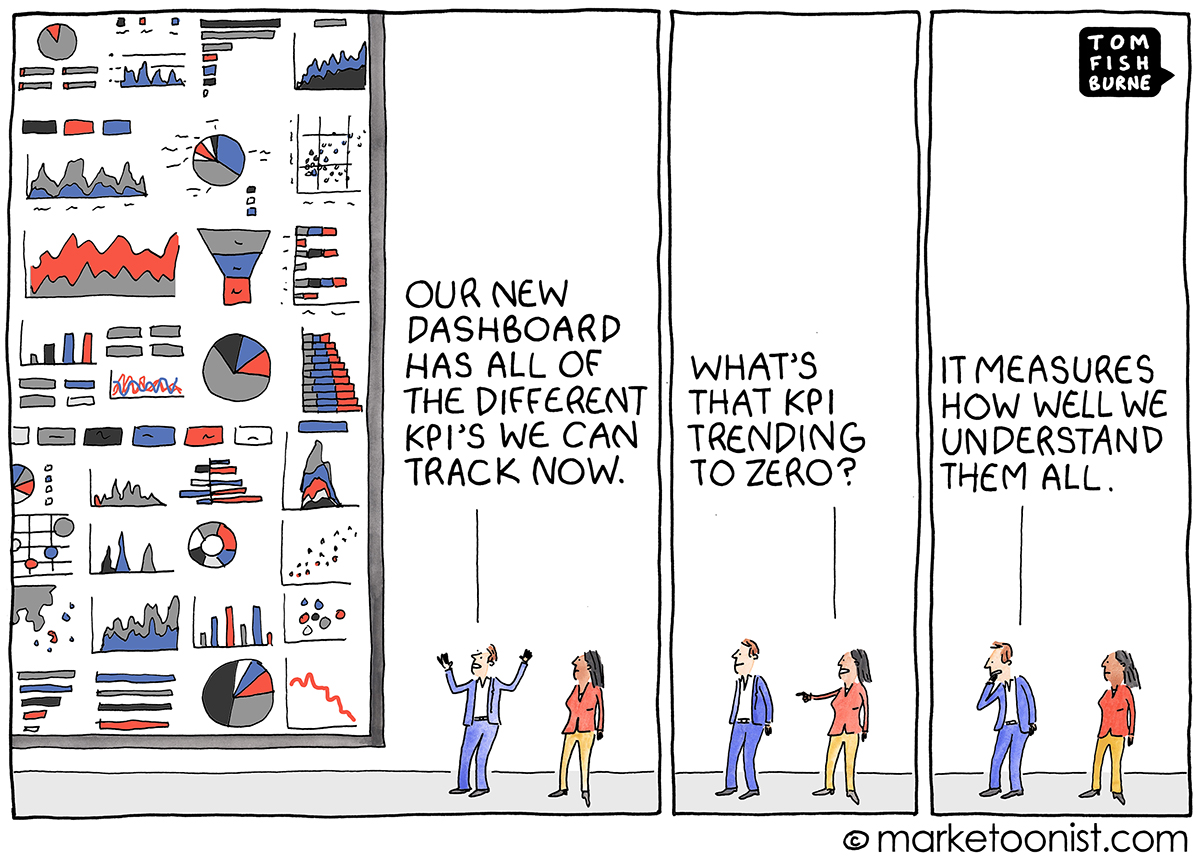 OUR NEW
DASHBOARD
HAS ALL OF
THE DIFFERENT
KPI'S WE CAN
TRACK NOW.
WHAT'S
THAT KPI
TRENDING
TO ZERO?
TOM
FISH
BURNE
IT MEASURES
HOW WELL WE
UNDERSTAND
THEM ALL.
© marketoonist.com